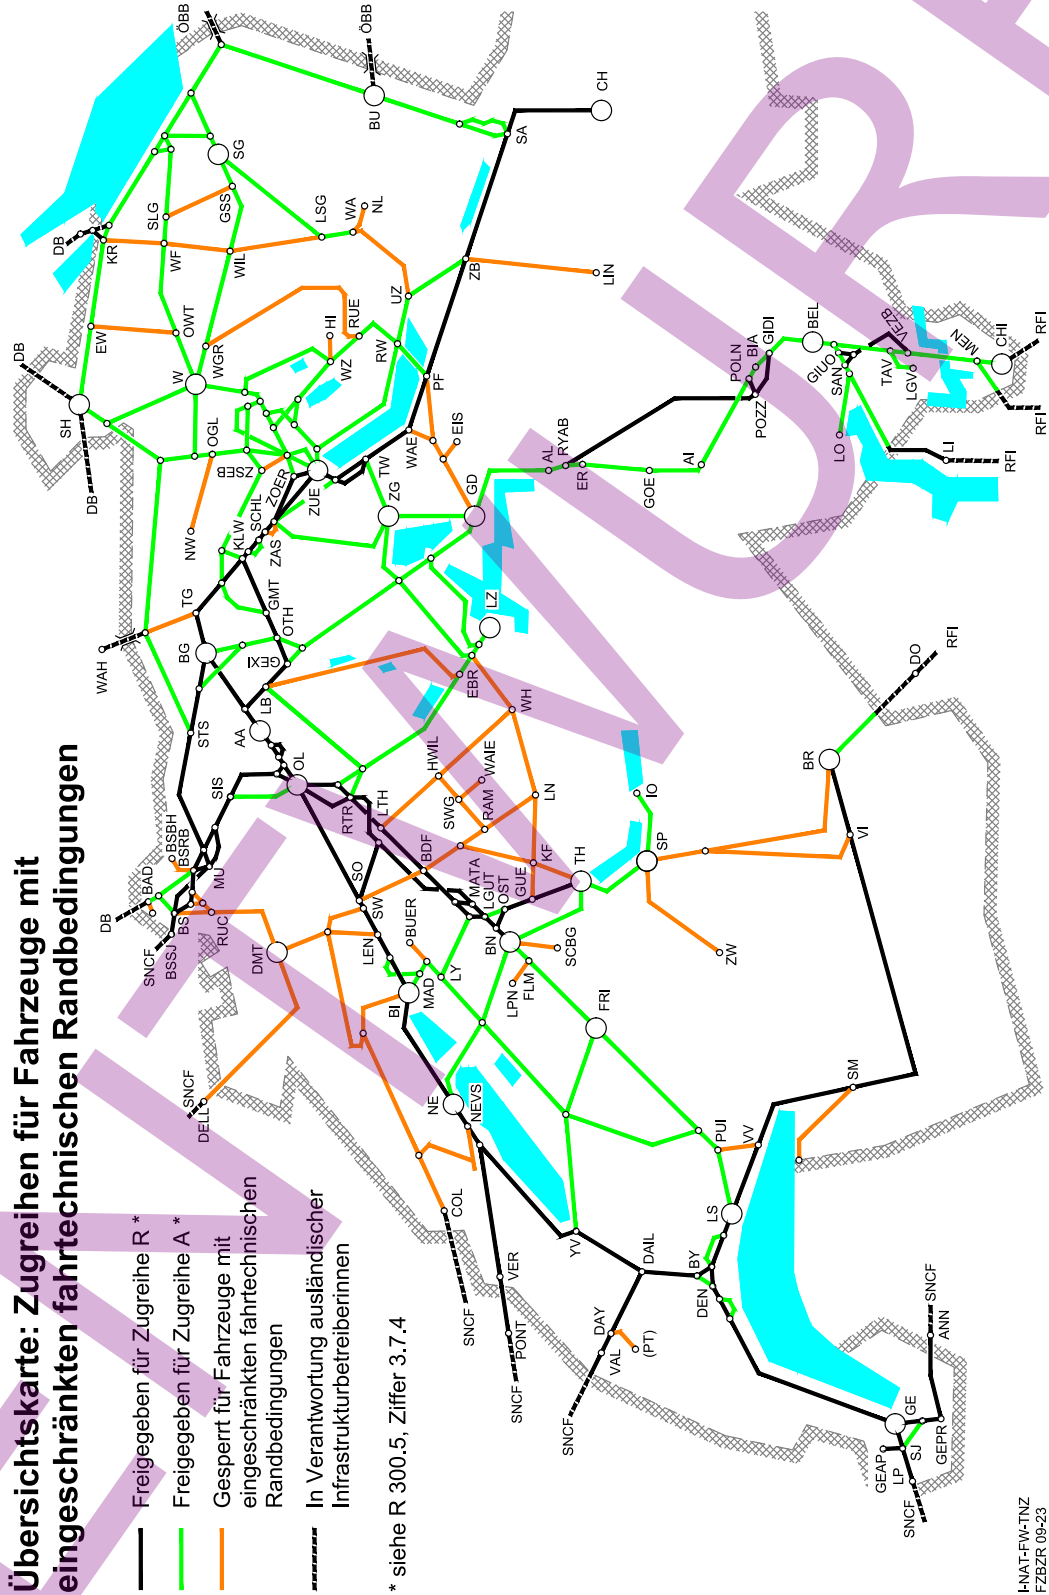 Übersichtskarte: Zugreihen für Fahrzeuge mit
eingeschränkten fahrtechnischen Randbedingungen
Freigegeben für Zugreihe R *
Freigegeben für Zugreihe A *
Gesperrt für Fahrzeuge mit
eingeschränkten fahrtechnischen
Randbedingungen
In Verantwortung ausländischer
Infrastrukturbetreiberinnen
* siehe R 300.5, Ziffer 3.7.4
ÖBB
ÖBB
BU
CH
SA
SG
GSS
SLG
WF
WIL
LSG
WA
NL
DB
KR
EW
OWT
W
WGR
HI
RUE
WZ
UZ
ZB
LIN
RW
PF
EIS
WAE
DB
SH
DB
OGL
ZSEB
NW
ZOER
ZUE
TW
ZG
GD
SCHL
KLW
ZAS
GMT
OTH
GEXI
TG
BG
WAH
LB
AA
STS
OL
SIS
LZ
EBR
WH
HWIL
WAIE
SWG
RAM
LN
RTR
LTH
BDF
KF
SO
SW
LEN
BUER
MATA
LGUT
OST
GUE
TH
BN
SCBG
LPN
FLM
LY
MAD
BI
BSBH
BSRB
MU
BAD
DB
BS
RUC
SNCF
BSSJ
DMT
SNCF
DELL
IO
SP
ZW
FRI
NE
NEVS
COL
SNCF
VER
PONT
SNCF
YV
DAIL
DAY
VAL
(PT)
SNCF
BY
DEN
LS
PUI
VV
SM
BR
VI
DO
RFI
AL
RYAB
ER
GOE
AI
POLN
BIA
GIDI
POZZ
BEL
GIUO
SAN
VEZB
TAV
LGV
MEN
CHI
RFI
RFI
LO
LI
RFI
GE
GEAP
LP
SJ
GEPR
SNCF
ANN
SNCF
I-NAT-FW-TNZ
FZBZR 09-23